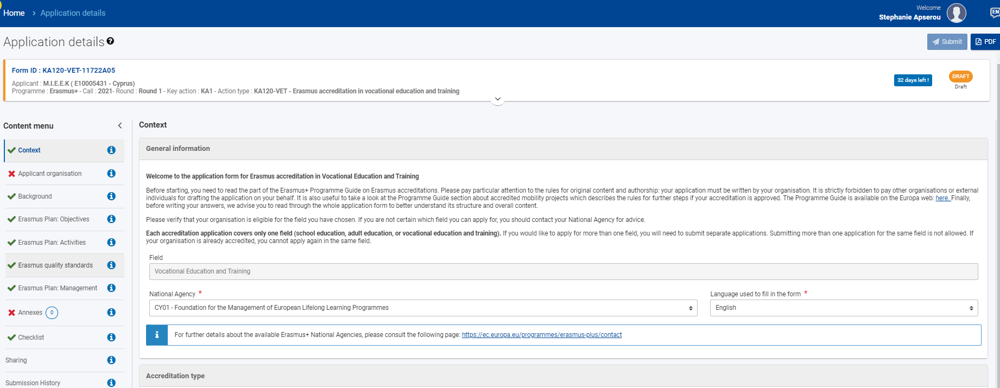 Home > Application details
Welcome
Stephanie Apserou
EN
Application details
Submit
PDF
Form ID : KA120-VET-11722A05
Applicant : M.I.E.E.K ( E10005431 - Cyprus)
Programme : Erasmus+ - Call : 2021- Round : Round 1 - Key action : KA1 - Action type : KA120-VET - Erasmus accreditation in vocational education and training
32 days left !
DRAFT
Draft
Content menu
Context
Applicant organisation
Background
Erasmus Plan: Objectives
Erasmus Plan: Activities
Erasmus quality standards
Erasmus Plan: Management
Annexes 0
Checklist
Sharing
Submission History
Context
General information
Welcome to the application form for Erasmus accreditation in Vocational Education and Training
Before starting, you need to read the part of the Erasmus+ Programme Guide on Erasmus accreditations. Please pay particular attention to the rules for original content and authorship: your application must be written by your organisation. It is strictly forbidden to pay other organisations or external
individuals for drafting the application on your behalf. It is also useful to take a look at the Programme Guide section about accredited mobility projects which describes the rules for further steps if your accreditation is approved. The Programme Guide is available on the Europa web: here. Finally,
before writing your answers, we advise you to read through the whole application form to better understand its structure and overall content.
Please verify that your organisation is eligible for the field you have chosen. If you are not certain which field you can apply for, you should contact your National Agency for advice.
Each accreditation application covers only one field (school education, adult education, or vocational education and training). If you would like to apply for more than one field, you will need to submit separate applications. Submitting more than one application for the same field is not allowed. If
your organisation is already accredited, you cannot apply again in the same field.
Field
Vocational Education and Training
National Agency *
CY01 - Foundation for the Management of European Lifelong Learning Programmes
Language used to fill in the form *
English
For further details about the available Erasmus+ National Agencies, please consult the following page: https://ec.europa.eu/programmes/erasmus-plus/contact
Accreditation type